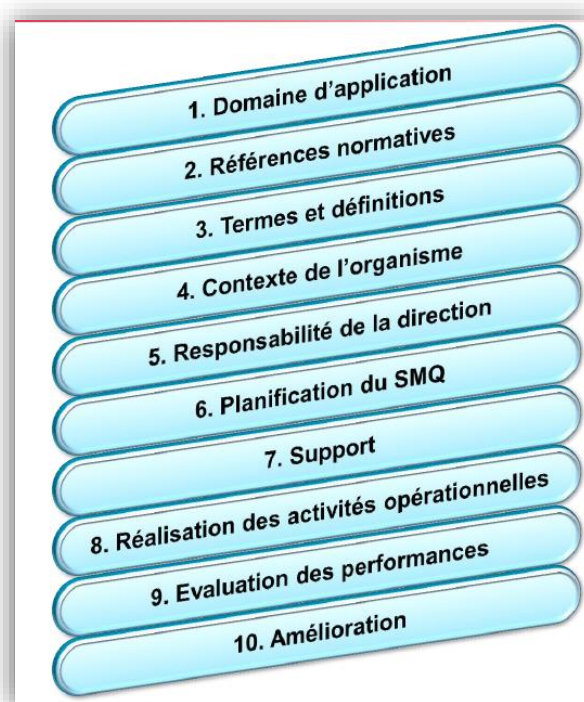 1. Domaine d’application
2. Références normatives
3. Termes et définitions
4. Contexte de l’organisme
5. Responsabilité de la direction
6. Planification du SMQ
7. Support
8. Réalisation des activités opérationnelles
9. Evaluation des performances
10. Amélioration